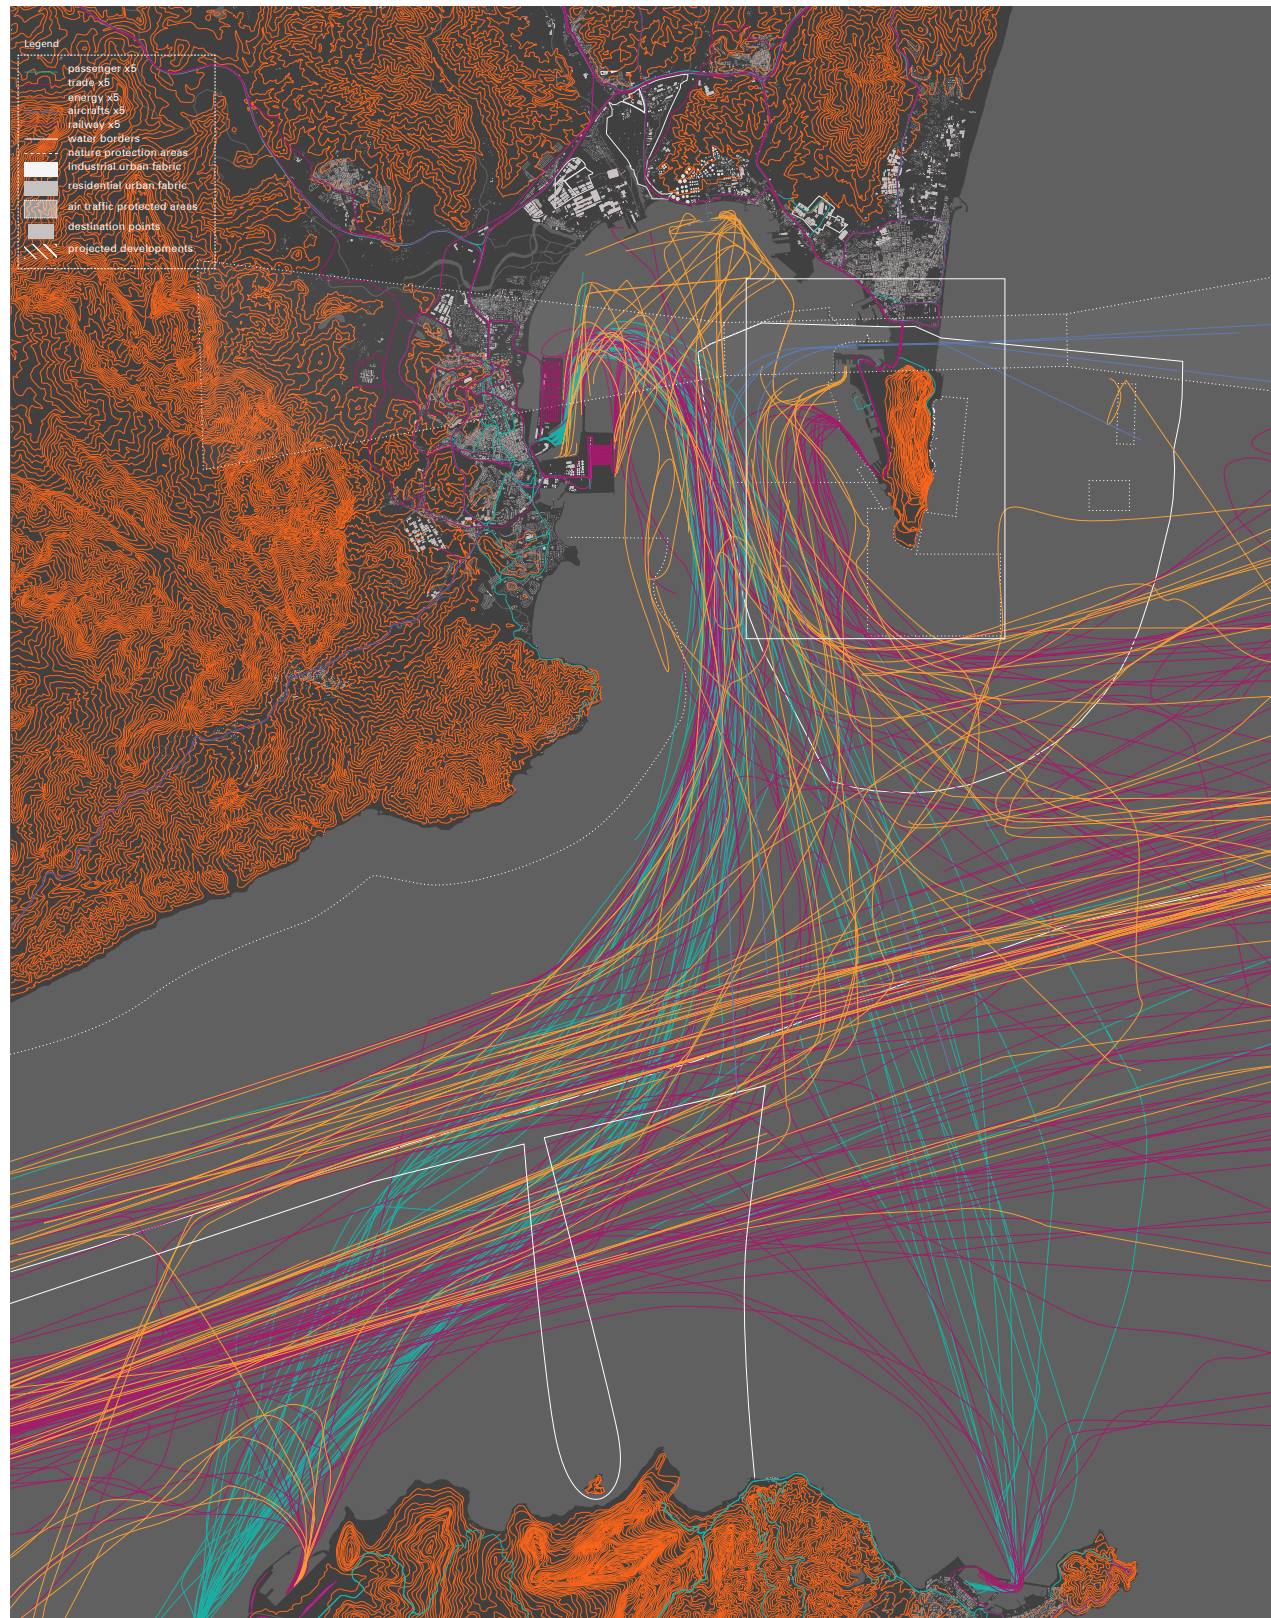 Legend
passenger x5
trade x5
energy x5
aircrafts x5
railway x5
water borders
nature protection areas
industrial urban fabric
residential urban fabric
air traffic protected areas
destination points
projected developments